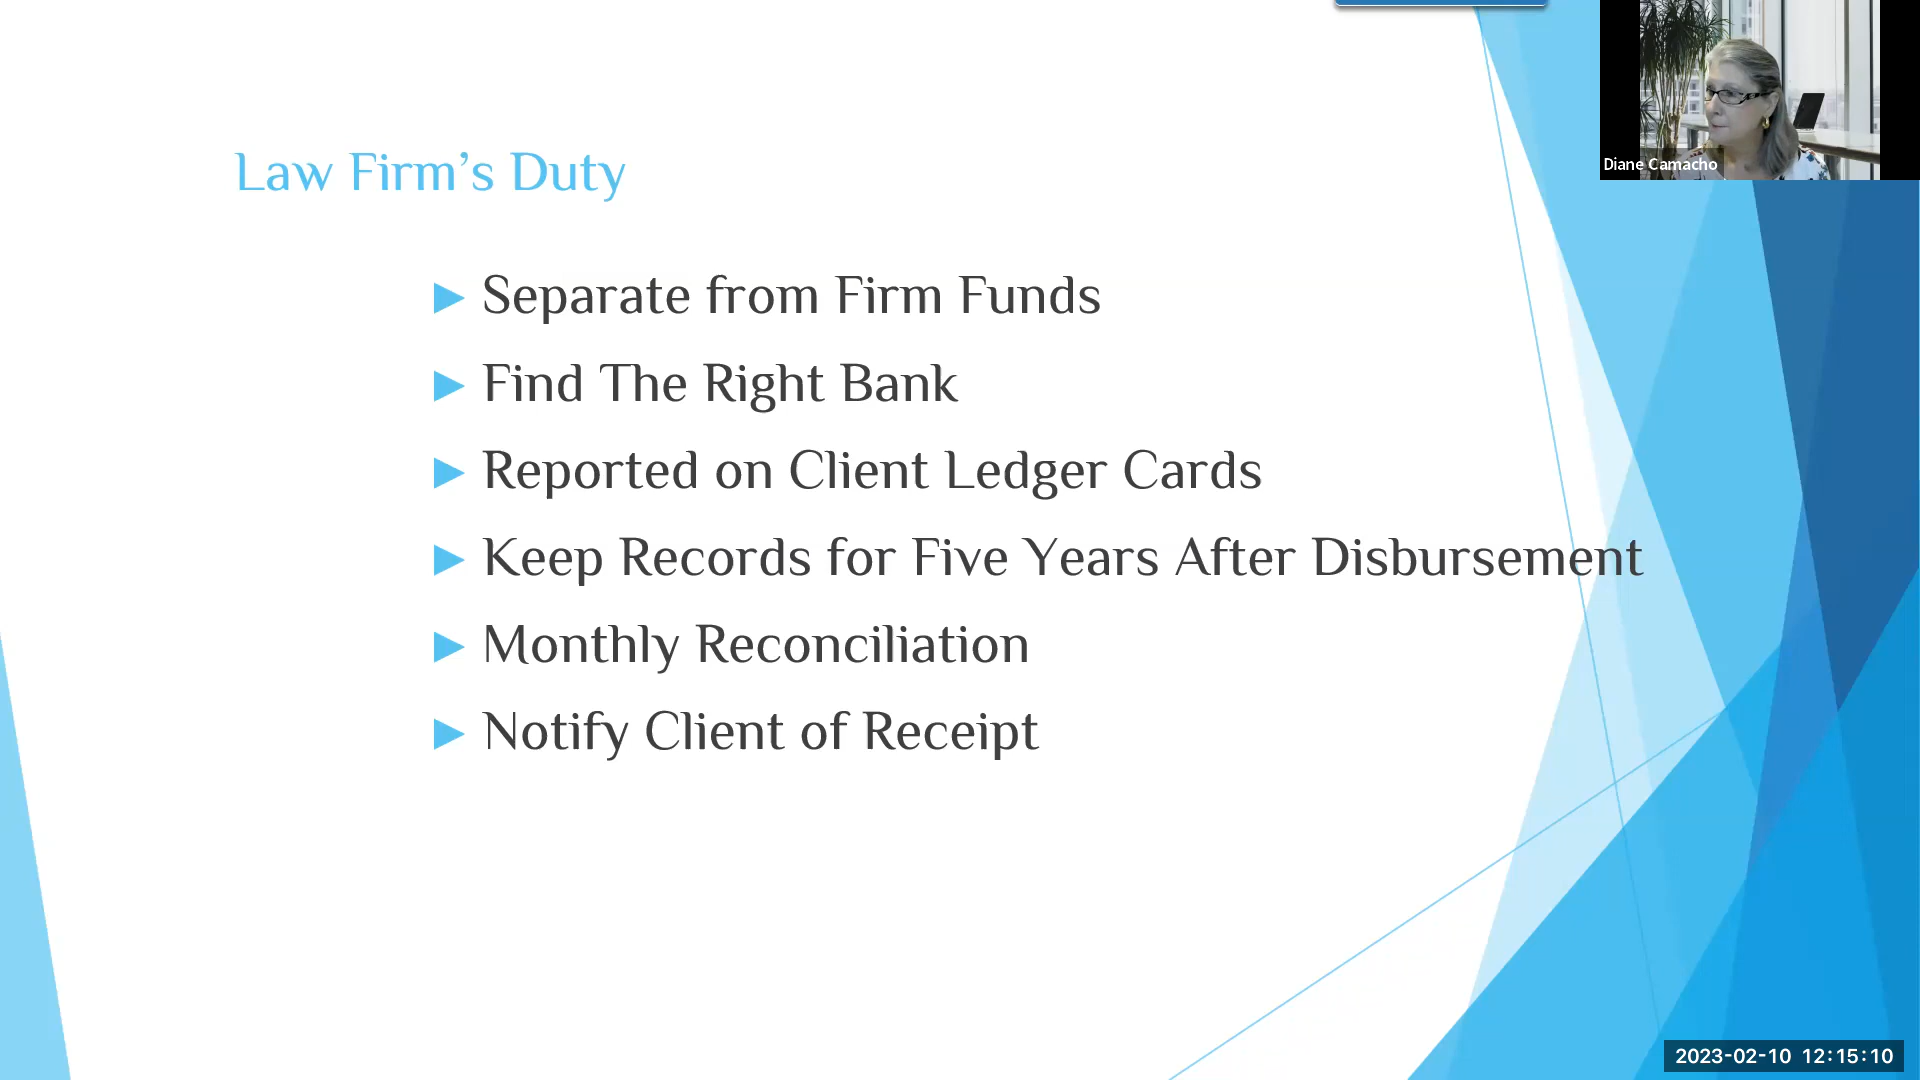 Law Firm’s Duty
Separate from Firm Funds
Find The Right Bank
Reported on Client Ledger Cards
Keep Records for Five Years After Disbursement
Monthly Reconciliation
Notify Client of Receipt
Diane Camacho
2023-02-10 12:15:10